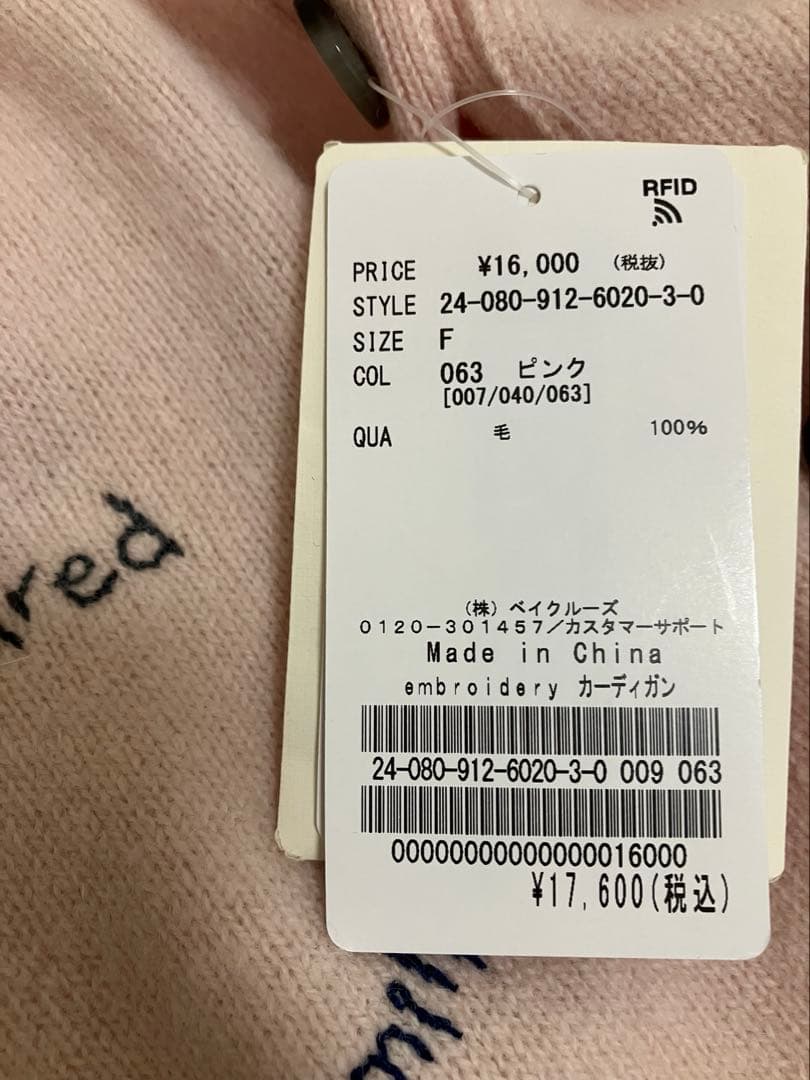 RFID
PRICE ¥16,000 (税抜)
STYLE 24-080-912-6020-3-0
SIZE F
COL 063 ピンク
[007/040/063]
QUA 毛 100%
(株) ベイクルーズ
0120-301457/カスタマーサポート
Made in China
embroidery カーディガン
24-080-912-6020-3-0 009 063
00000000000000016000
¥17,600(税込)
red